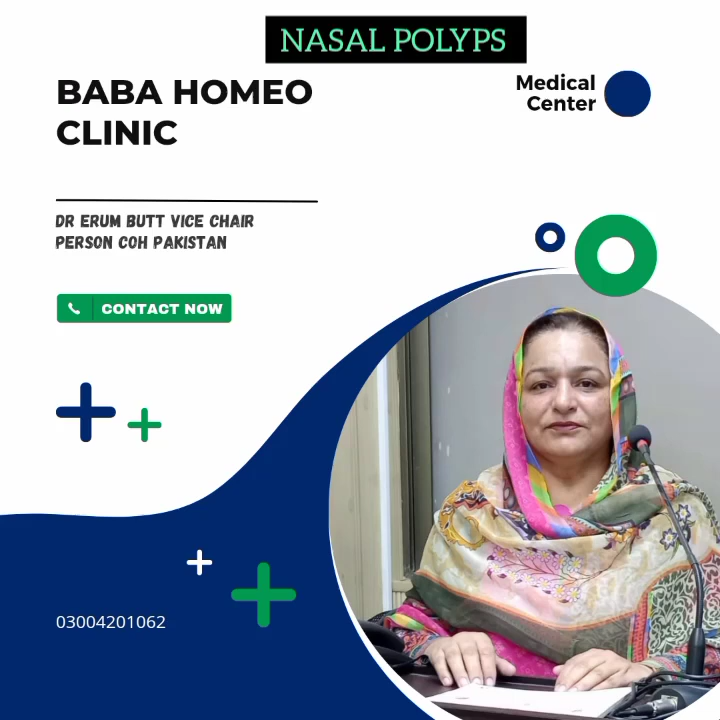 NASAL POLYPS
BABA HOMEO
CLINIC
Medical
Center
DR ERUM BUTT VICE CHAIR
PERSON COH PAKISTAN
CONTACT NOW
03004201062